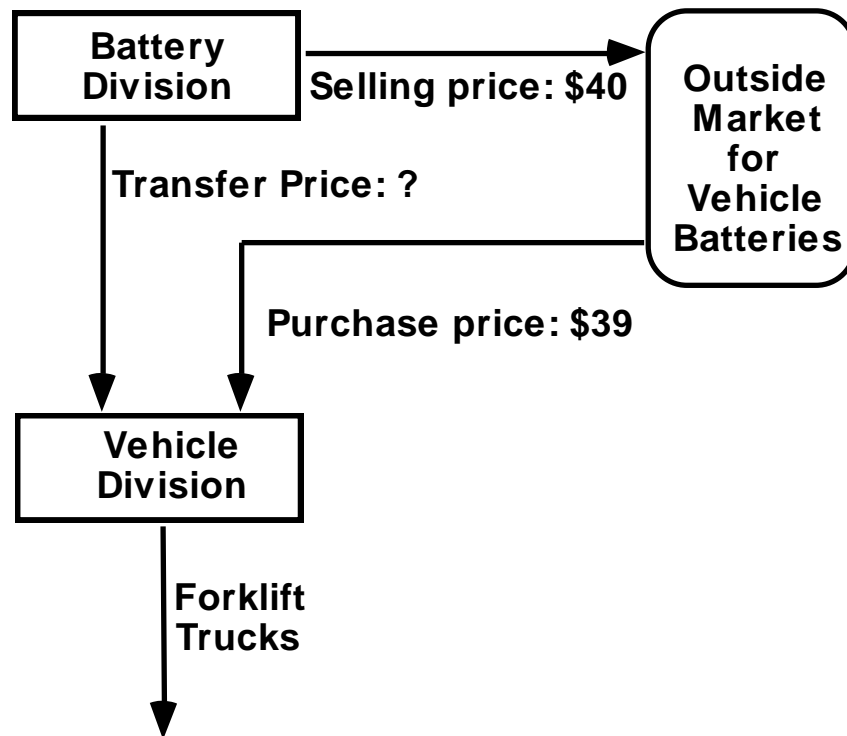 Battery
Division
Selling price: $40
Outside
Market
for
Vehicle
Batteries
Transfer Price: ?
Purchase price: $39
Vehicle
Division
Forklift
Trucks